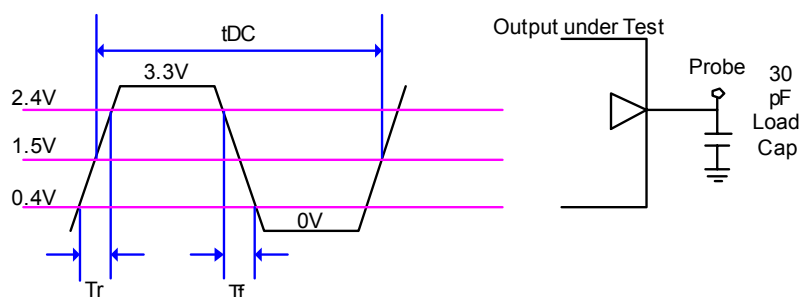 tDC
3.3V
2.4V
1.5V
0.4V
0V
Tr
Tf
Output under Test
Probe
30
pF
Load
Cap